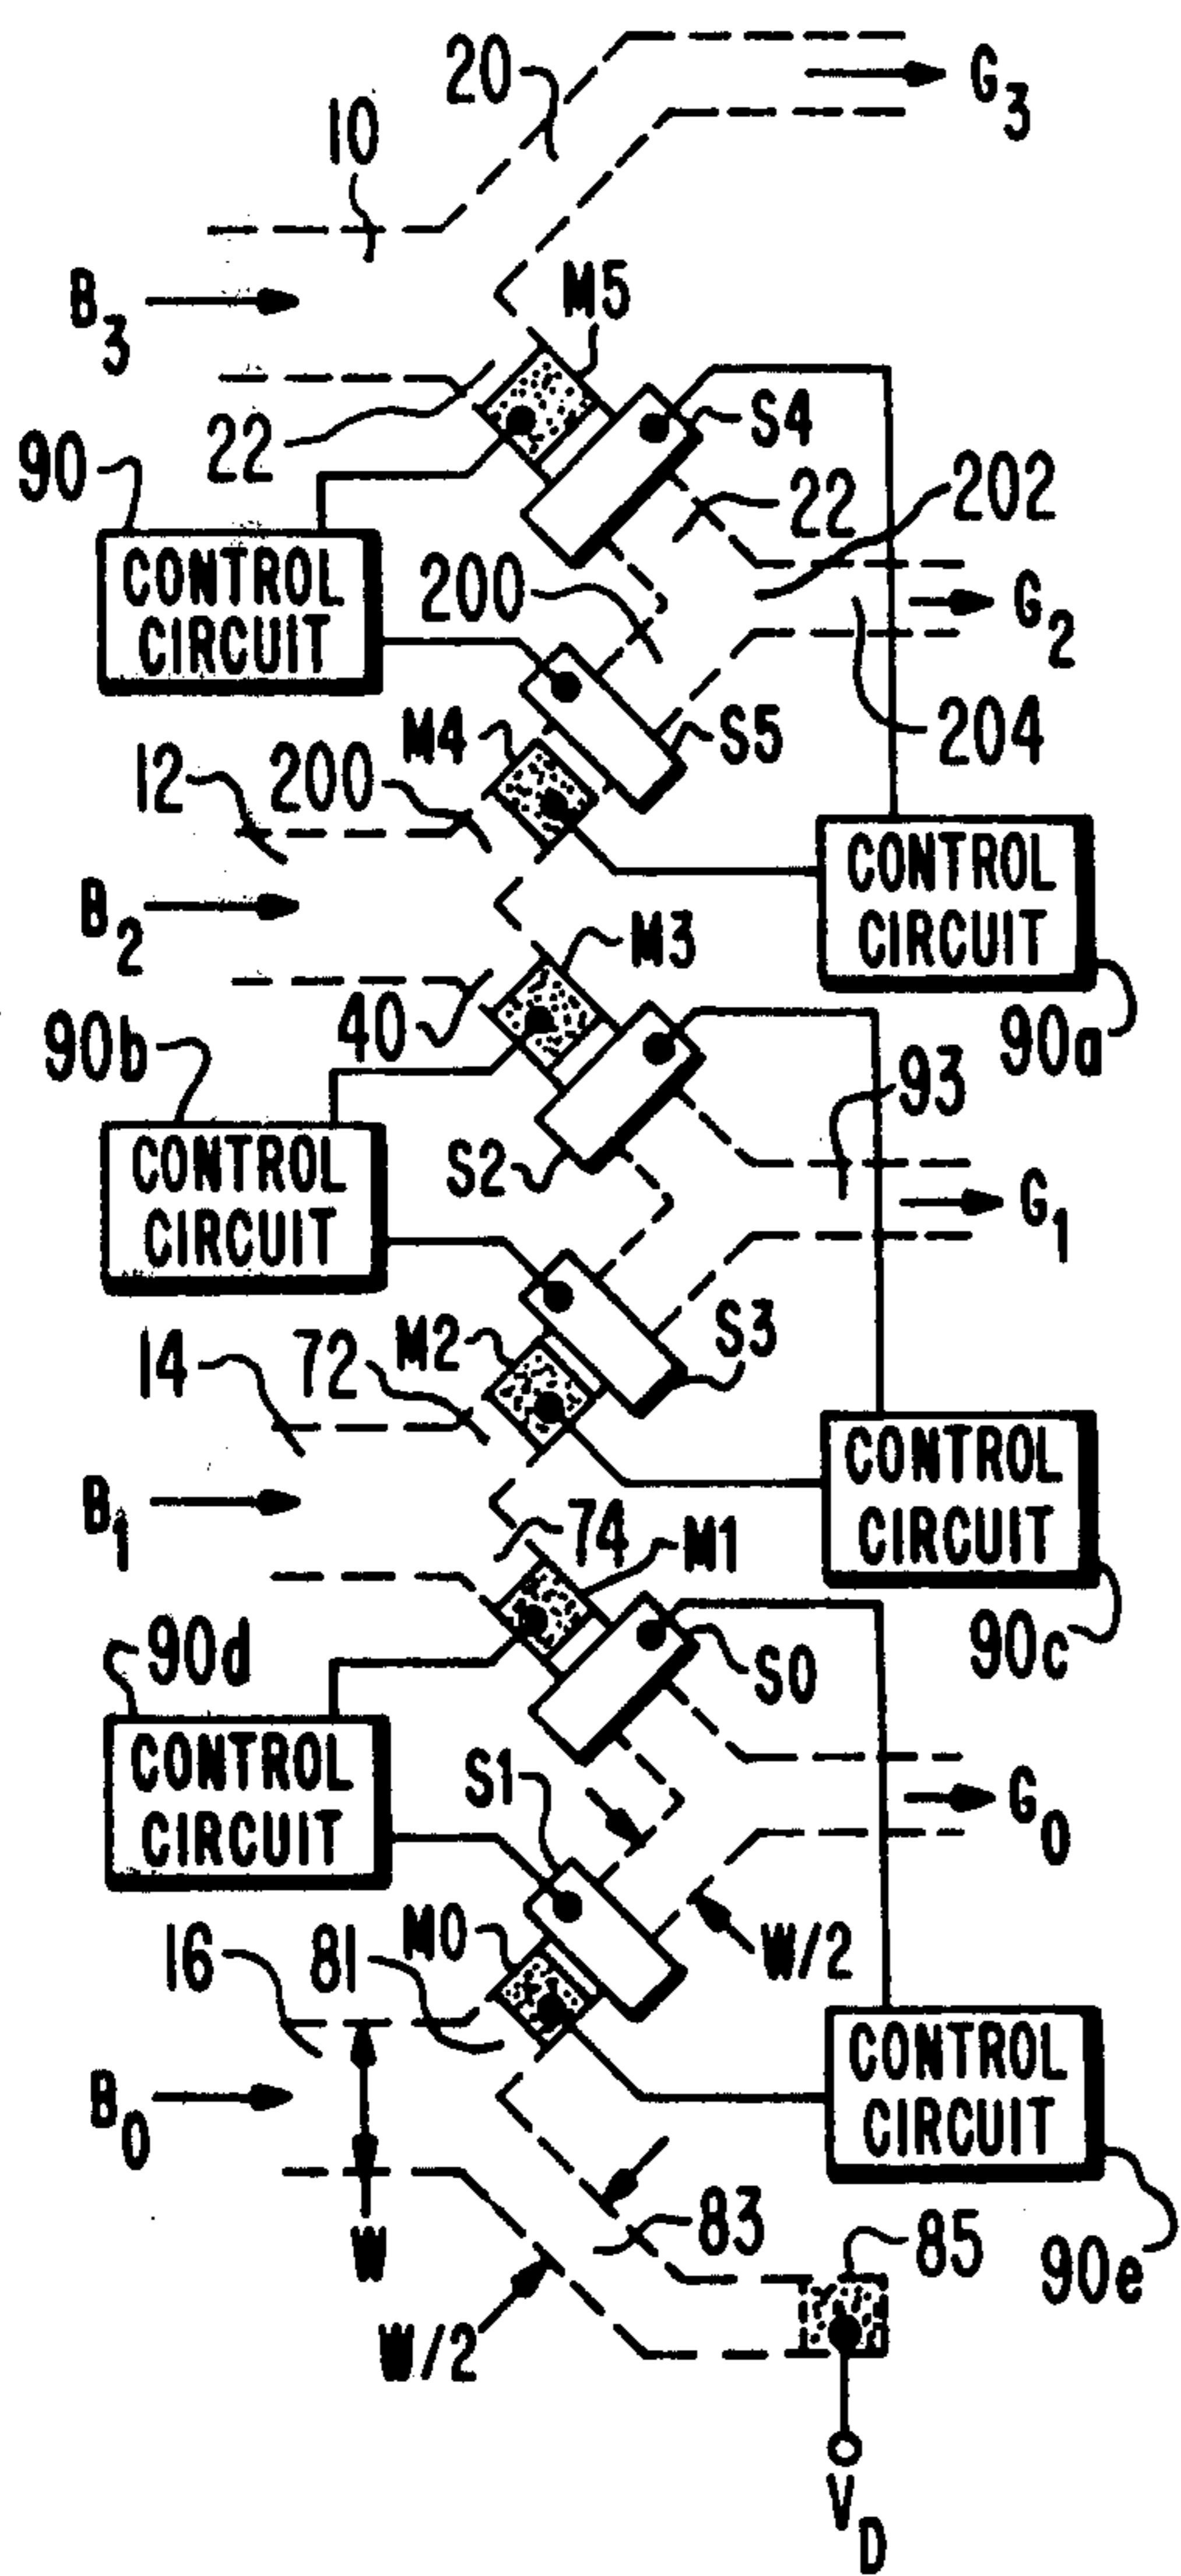 20
G3
10
B3
M5
22
S4
90
22
202
CONTROL
CIRCUIT
200
G2
M4
S5
204
12
200
CONTROL
CIRCUIT
B2
M3
40
90a
90b
93
CONTROL
CIRCUIT
S2
G1
M2
S3
14
72
CONTROL
CIRCUIT
B1
74
M1
90d
90c
S0
CONTROL
CIRCUIT
S1
G0
M0
W/2
16
81
CONTROL
CIRCUIT
B0
W
83
85
90e
W/2
VD